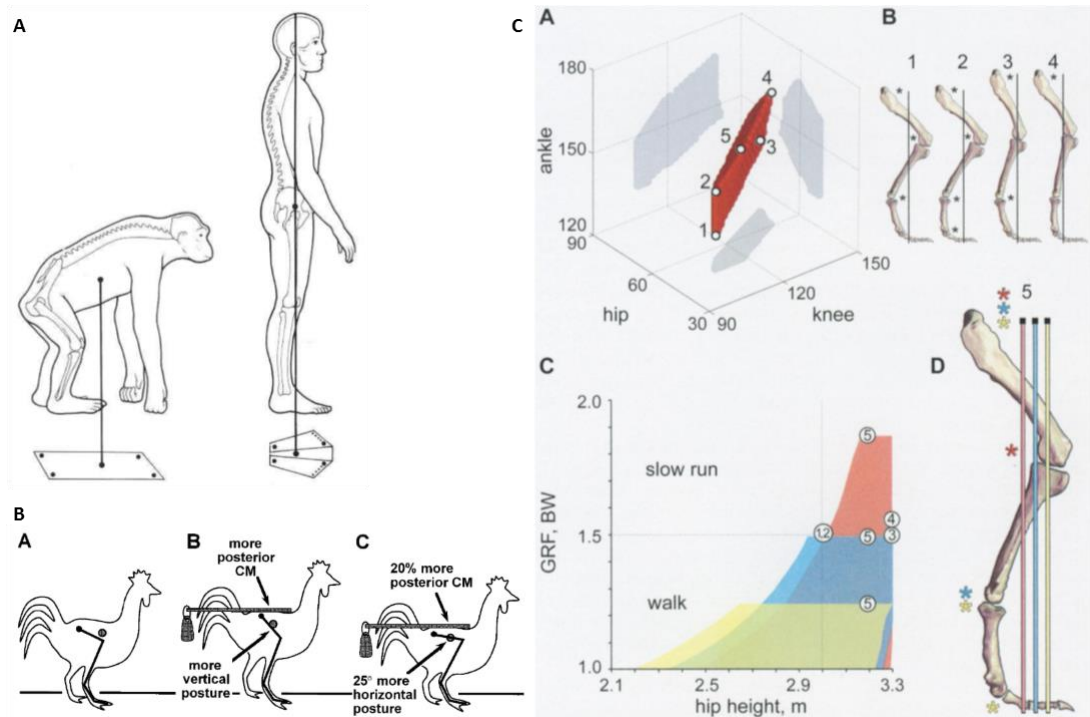 A
B
A
B
C
more
posterior
CM
more
vertical
posture
20% more
posterior CM
25° more
horizontal
posture
C
A
180
150
120
90
60
30
90
120
150
ankle
hip
knee
1
2
3
4
5
B
1
2
3
4
*
*
*
*
*
*
*
*
*
C
2.0
1.5
1.0
GRF, BW
slow run
walk
5
4
12
5
3
5
2.1
2.5
2.9
3.3
hip height, m
D
5
*
*
*
*
*
*
*